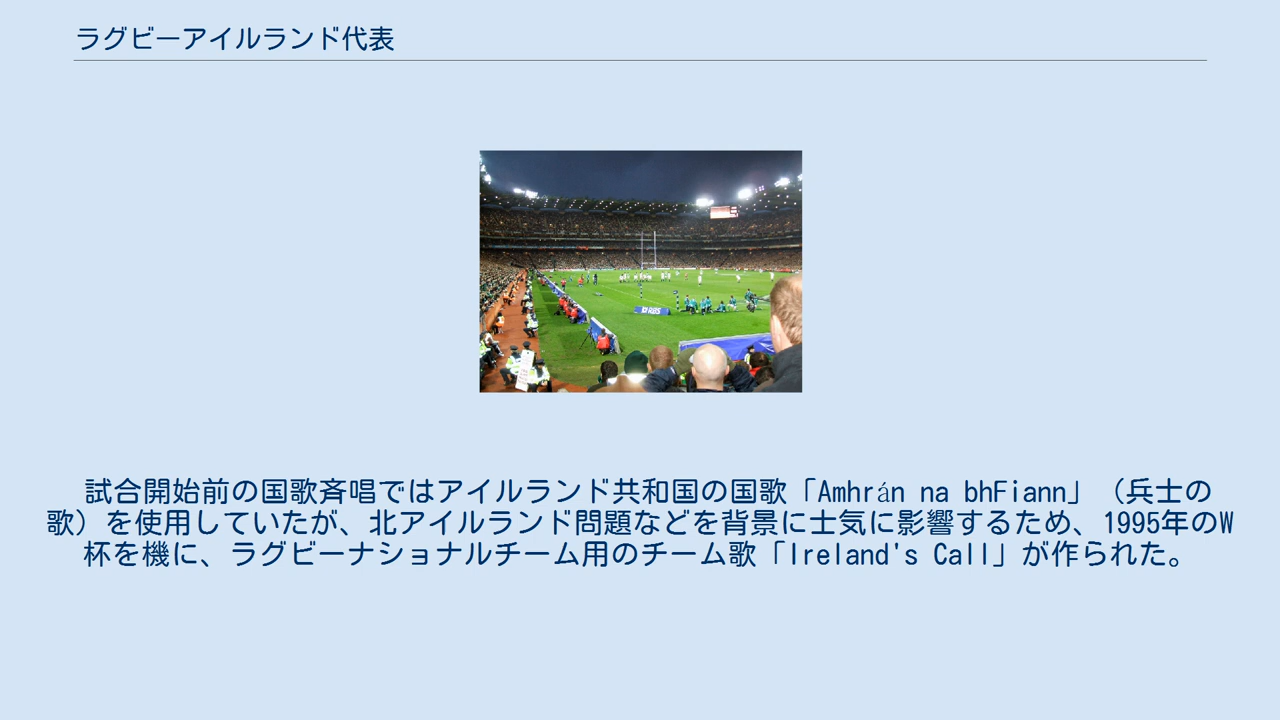 ラグビーアイルランド代表
RBS
試合開始前の国歌斉唱ではアイルランド共和国の国歌「Amhrán na bhFiann」（兵士の
歌）を使用していたが、北アイルランド問題などを背景に士気に影響するため、1995年のW
杯を機に、ラグビーナショナルチーム用のチーム歌「Ireland's Call」が作られた。